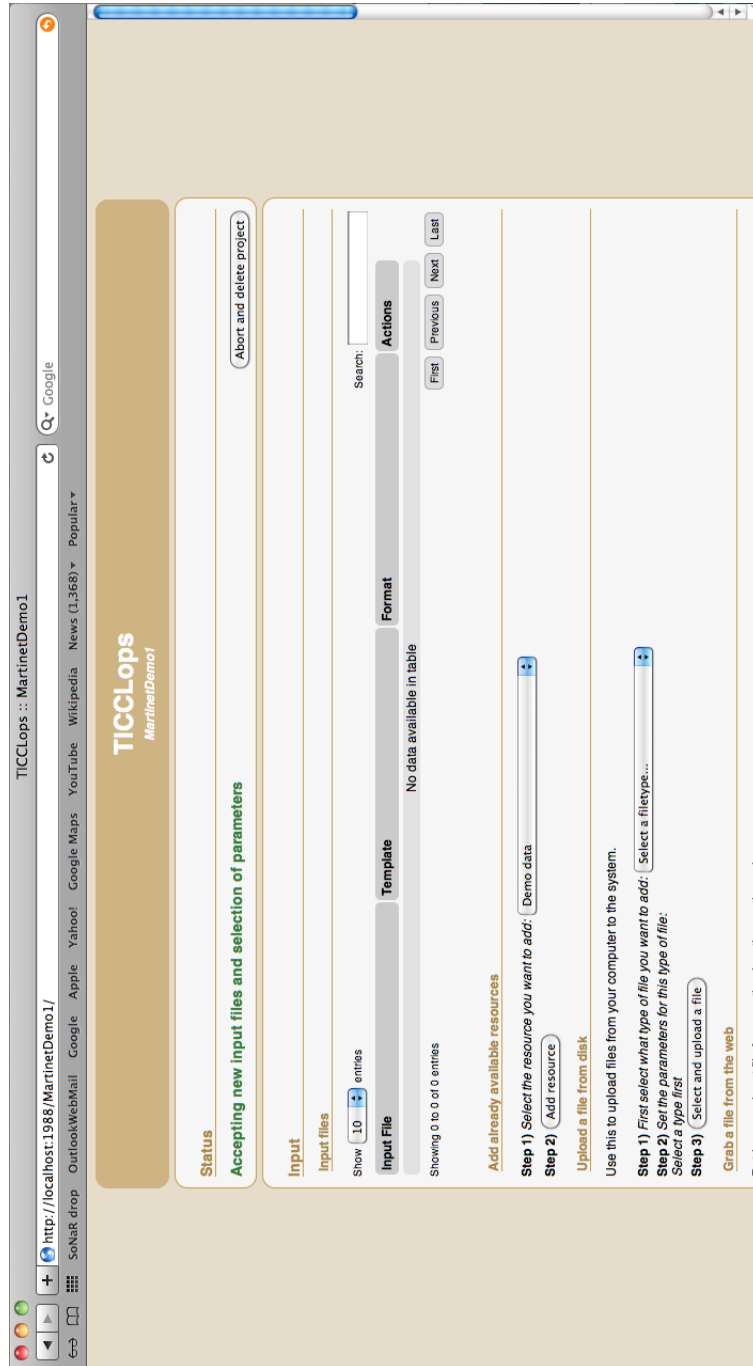 TICCLops :: MartinetDemo1
http://localhost:1988/MartinetDemo1/
Google
SoNaR drop OutlookWebMail Google Apple Yahoo! Google Maps YouTube Wikipedia News (1,368) Popular
TICCLops
MartinetDemo1
Status
Accepting new input files and selection of parameters
Abort and delete project
Input
Input files
Show 10 entries
Search:
Input File Template Format Actions
No data available in table
Showing 0 to 0 of 0 entries
First Previous Next Last
Add already available resources
Step 1) Select the resource you want to add: Demo data
Step 2) Add resource
Upload a file from disk
Use this to upload files from your computer to the system.
Step 1) First select what type of file you want to add: Select a filetype...
Step 2) Set the parameters for this type of file:
Select a type first
Step 3) Select and upload a file
Grab a file from the web